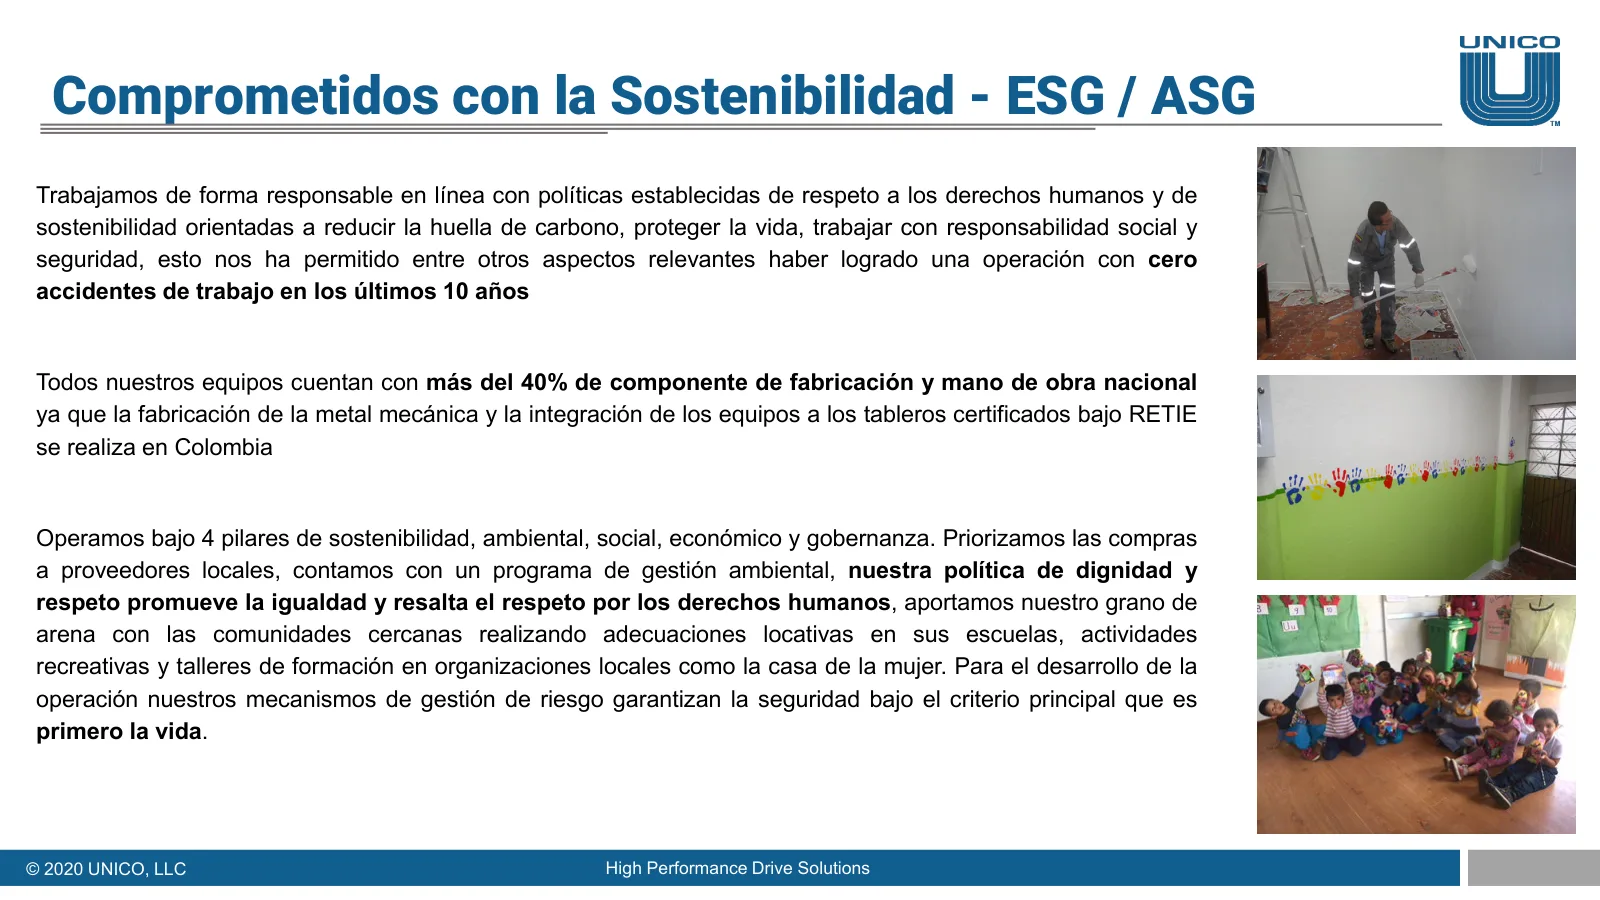 UNICO
TM
Comprometidos con la Sostenibilidad - ESG / ASG
Trabajamos de forma responsable en línea con políticas establecidas de respeto a los derechos humanos y de
sostenibilidad orientadas a reducir la huella de carbono, proteger la vida, trabajar con responsabilidad social y
seguridad, esto nos ha permitido entre otros aspectos relevantes haber logrado una operación con cero
accidentes de trabajo en los últimos 10 años
Todos nuestros equipos cuentan con más del 40% de componente de fabricación y mano de obra nacional
ya que la fabricación de la metal mecánica y la integración de los equipos a los tableros certificados bajo RETIE
se realiza en Colombia
Operamos bajo 4 pilares de sostenibilidad, ambiental, social, económico y gobernanza. Priorizamos las compras
a proveedores locales, contamos con un programa de gestión ambiental, nuestra política de dignidad y
respeto promueve la igualdad y resalta el respeto por los derechos humanos, aportamos nuestro grano de
arena con las comunidades cercanas realizando adecuaciones locativas en sus escuelas, actividades
recreativas y talleres de formación en organizaciones locales como la casa de la mujer. Para el desarrollo de la
operación nuestros mecanismos de gestión de riesgo garantizan la seguridad bajo el criterio principal que es
primero la vida.
© 2020 UNICO, LLC
High Performance Drive Solutions